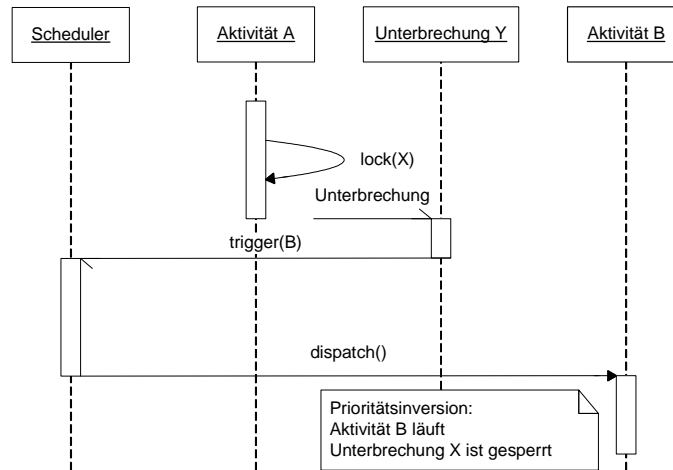 Scheduler
Aktivität A
Unterbrechung Y
Aktivität B
lock(X)
Unterbrechung
trigger(B)
dispatch()
Prioritätsinversion:
Aktivität B läuft
Unterbrechung X ist gesperrt